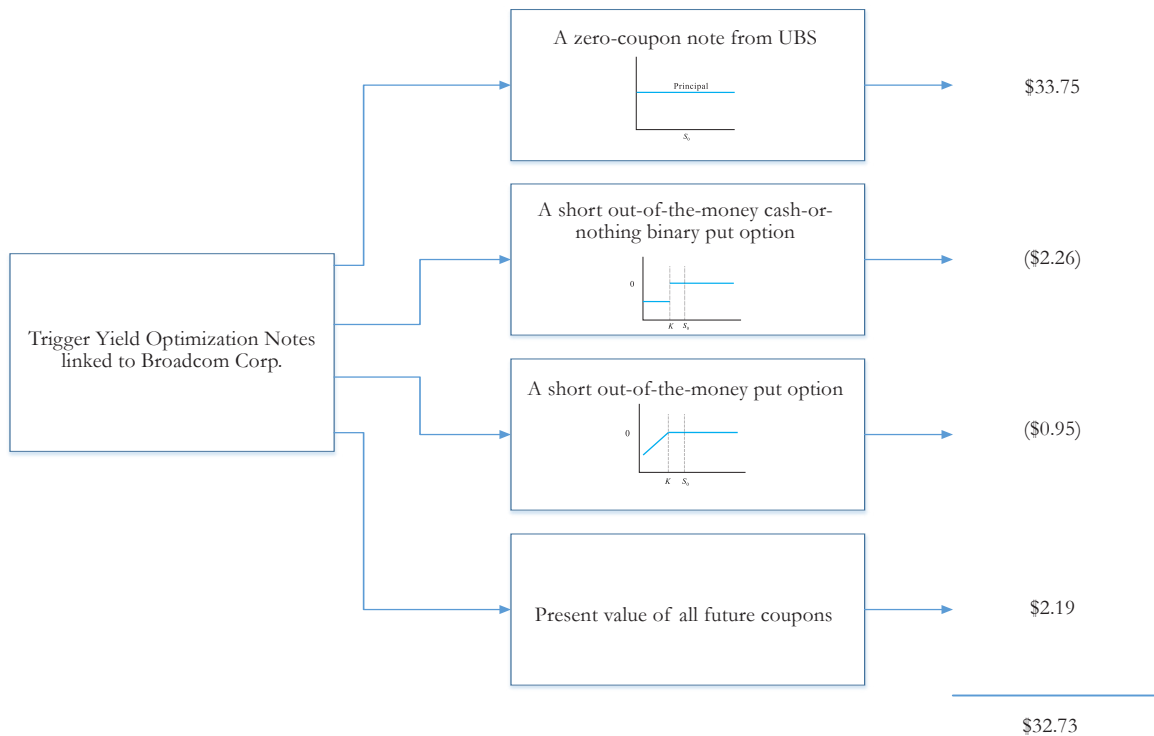 A zero-coupon note from UBS
Principal
S₀
$33.75
A short out-of-the-money cash-or-
nothing binary put option
0
K S₀
($2.26)
Trigger Yield Optimization Notes
linked to Broadcom Corp.
A short out-of-the-money put option
0
K S₀
($0.95)
Present value of all future coupons
$2.19
$32.73